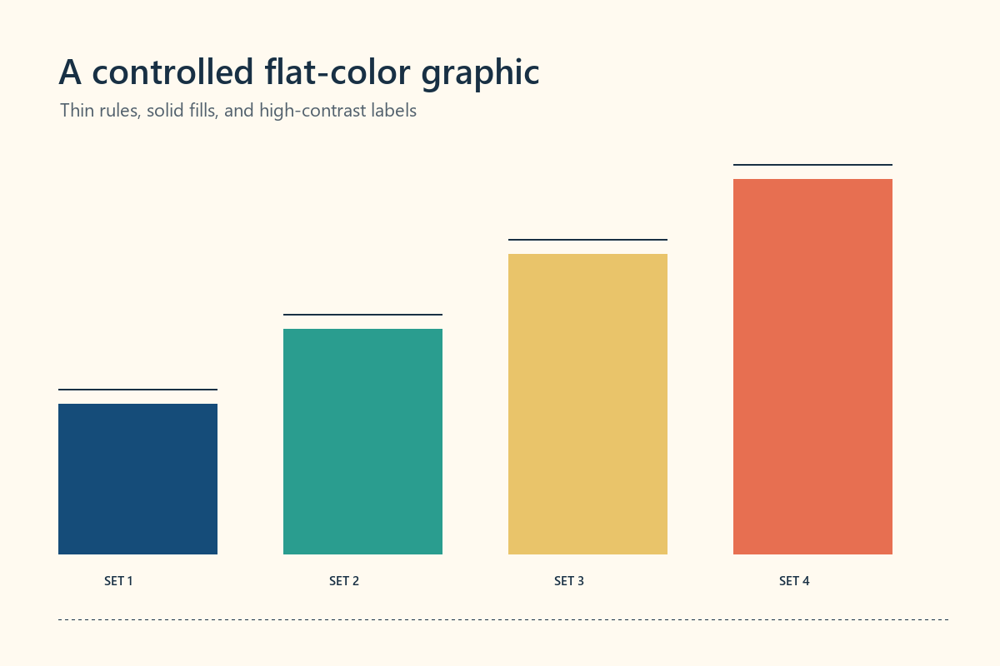 A controlled flat-color graphic
Thin rules, solid fills, and high-contrast labels
SET 1
SET 2
SET 3
SET 4